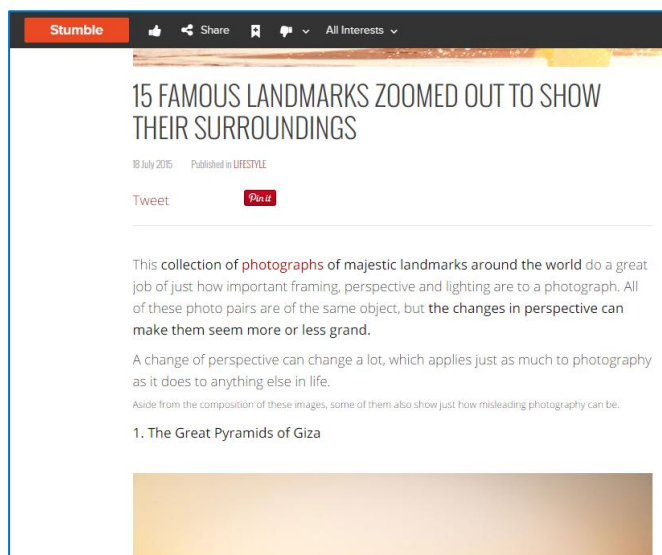 Stumble Share All Interests
15 FAMOUS LANDMARKS ZOOMED OUT TO SHOW
THEIR SURROUNDINGS
18 July 2015 Published in LIFESTYLE
Tweet Pin it
This collection of photographs of majestic landmarks around the world do a great
job of just how important framing, perspective and lighting are to a photograph. All
of these photo pairs are of the same object, but the changes in perspective can
make them seem more or less grand.
A change of perspective can change a lot, which applies just as much to photography
as it does to anything else in life.
Aside from the composition of these images, some of them also show just how misleading photography can be.
1. The Great Pyramids of Giza